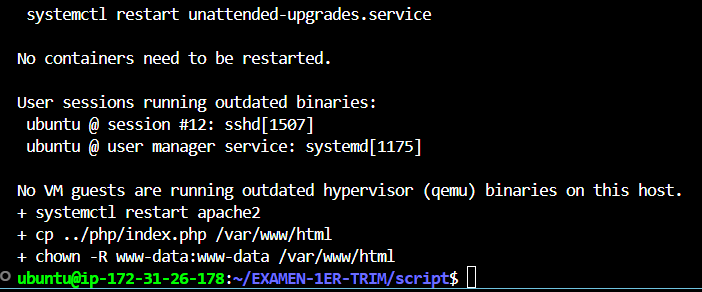 systemctl restart unattended-upgrades.service
No containers need to be restarted.
User sessions running outdated binaries:
ubuntu @ session #12: sshd[1507]
ubuntu @ user manager service: systemd[1175]
No VM guests are running outdated hypervisor (qemu) binaries on this host.
+ systemctl restart apache2
+ cp ../php/index.php /var/www/html
+ chown -R www-data:www-data /var/www/html
ubuntu@ip-172-31-26-178:~/EXAMEN-1ER-TRIM/script$